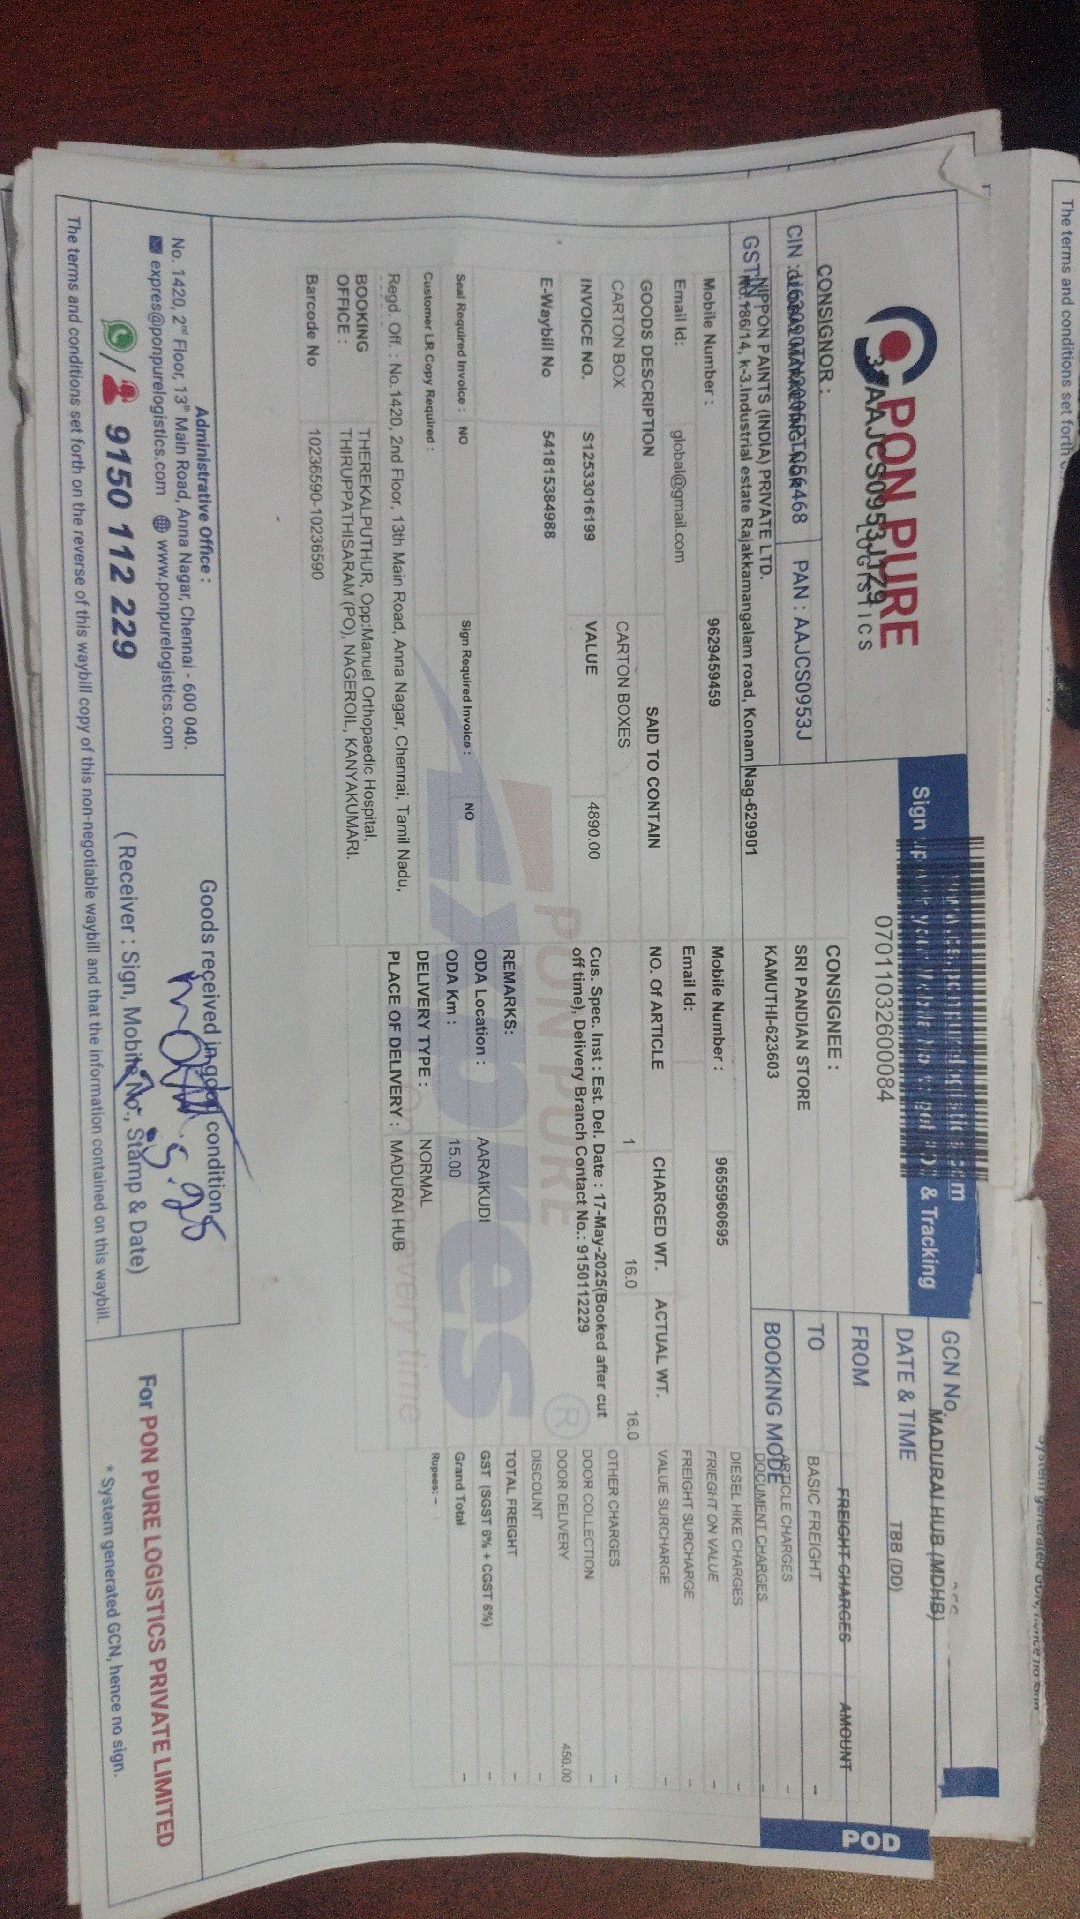 The terms and conditions set forth
PON PURE
LOGISTICS
33AAJCS0953J1Z9
CIN :
PAN : AAJCS0953J
GSTIN
Sign up
& Tracking
07011032600084
GCN No.
MADURAI HUB (MDHB)
DATE & TIME
TBB (DD)
FROM
TO
BOOKING MODE
POD
CONSIGNOR :
NIPPON PAINTS (INDIA) PRIVATE LTD.
No.186/14, k-3.Industrial estate Rajakkamangalam road, Konam Nag-629901
Mobile Number : 9629459459
Email Id: global@gmail.com
CONSIGNEE :
SRI PANDIAN STORE
KAMUTHI-623603
Mobile Number : 9655960695
Email Id:
GOODS DESCRIPTION SAID TO CONTAIN NO. Of ARTICLE CHARGED WT. ACTUAL WT.
CARTON BOX CARTON BOXES 1 16.0 16.0
INVOICE NO. S12533016199 VALUE 4890.00
E-Waybill No 541815384988
Cus. Spec. Inst : Est. Del. Date : 17-May-2025(Booked after cut
off time), Delivery Branch Contact No.: 9150112229
REMARKS:
Seal Required Invoice : NO Sign Required Invoice : NO
ODA Location : AARAIKUDI
Customer LR Copy Required :
ODA Km : 15.00
DELIVERY TYPE : NORMAL
PLACE OF DELIVERY : MADURAI HUB
Regd. Off. : No.1420, 2nd Floor, 13th Main Road, Anna Nagar, Chennai, Tamil Nadu,
BOOKING
OFFICE :
THEREKALPUTHUR, Opp:Manuel Orthopaedic Hospital,
THIRUPPATHISARAM (PO), NAGERCOIL, KANYAKUMARI.
Barcode No 10236590-10236590
FREIGHT CHARGES AMOUNT
BASIC FREIGHT -
ARTICLE CHARGES -
DOCUMENT CHARGES -
DIESEL HIKE CHARGES -
FRIEGHT ON VALUE -
FREIGHT SURCHARGE -
VALUE SURCHARGE -
OTHER CHARGES -
DOOR COLLECTION -
DOOR DELIVERY 450.00
DISCOUNT -
TOTAL FREIGHT -
GST (SGST 6% + CGST 6%) -
Grand Total -
Rupees: -
PON PURE
Expres
On time every time
Administrative Office :
No. 1420, 2nd Floor, 13th Main Road, Anna Nagar, Chennai - 600 040.
expres@ponpurelogistics.com www.ponpurelogistics.com
/ 9150 112 229
Goods received in good condition
( Receiver : Sign, Mobile No., Stamp & Date)
For PON PURE LOGISTICS PRIVATE LIMITED
* System generated GCN, hence no sign.
The terms and conditions set forth on the reverse of this waybill copy of this non-negotiable waybill and that the information contained on this waybill.